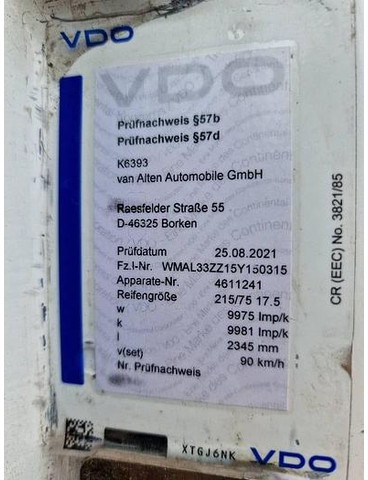 VDO
VDO
Prüfnachweis §57b
Prüfnachweis §57d
K6393
van Alten Automobile GmbH
Raesfelder Straße 55
D-46325 Borken
Prüfdatum 25.08.2021
Fz.I-Nr. WMAL33ZZ15Y150315
Apparate-Nr. 4611241
Reifengröße 215/75 17.5
w 9975 Imp/k
k 9981 Imp/k
l 2345 mm
v(set) 90 km/h
Nr. Prüfnachweis
CR (EEC) No. 3821/85
XTGJ6NK
VDO